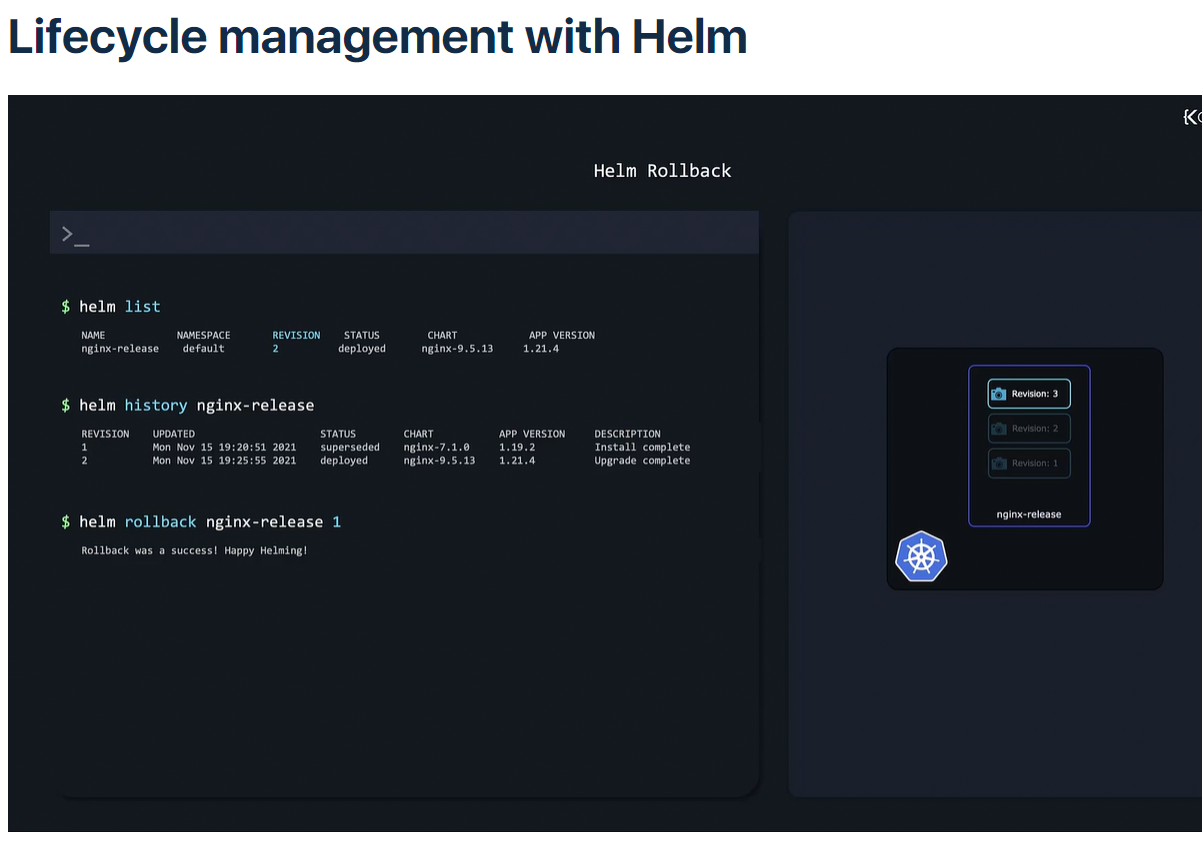 Lifecycle management with Helm
Helm Rollback
>_
$ helm list
NAME NAMESPACE REVISION STATUS CHART APP VERSION
nginx-release default 2 deployed nginx-9.5.13 1.21.4
$ helm history nginx-release
REVISION UPDATED STATUS CHART APP VERSION DESCRIPTION
1 Mon Nov 15 19:20:51 2021 superseded nginx-7.1.0 1.19.2 Install complete
2 Mon Nov 15 19:25:55 2021 deployed nginx-9.5.13 1.21.4 Upgrade complete
$ helm rollback nginx-release 1
Rollback was a success! Happy Helming!
Revision: 3
Revision: 2
Revision: 1
nginx-release